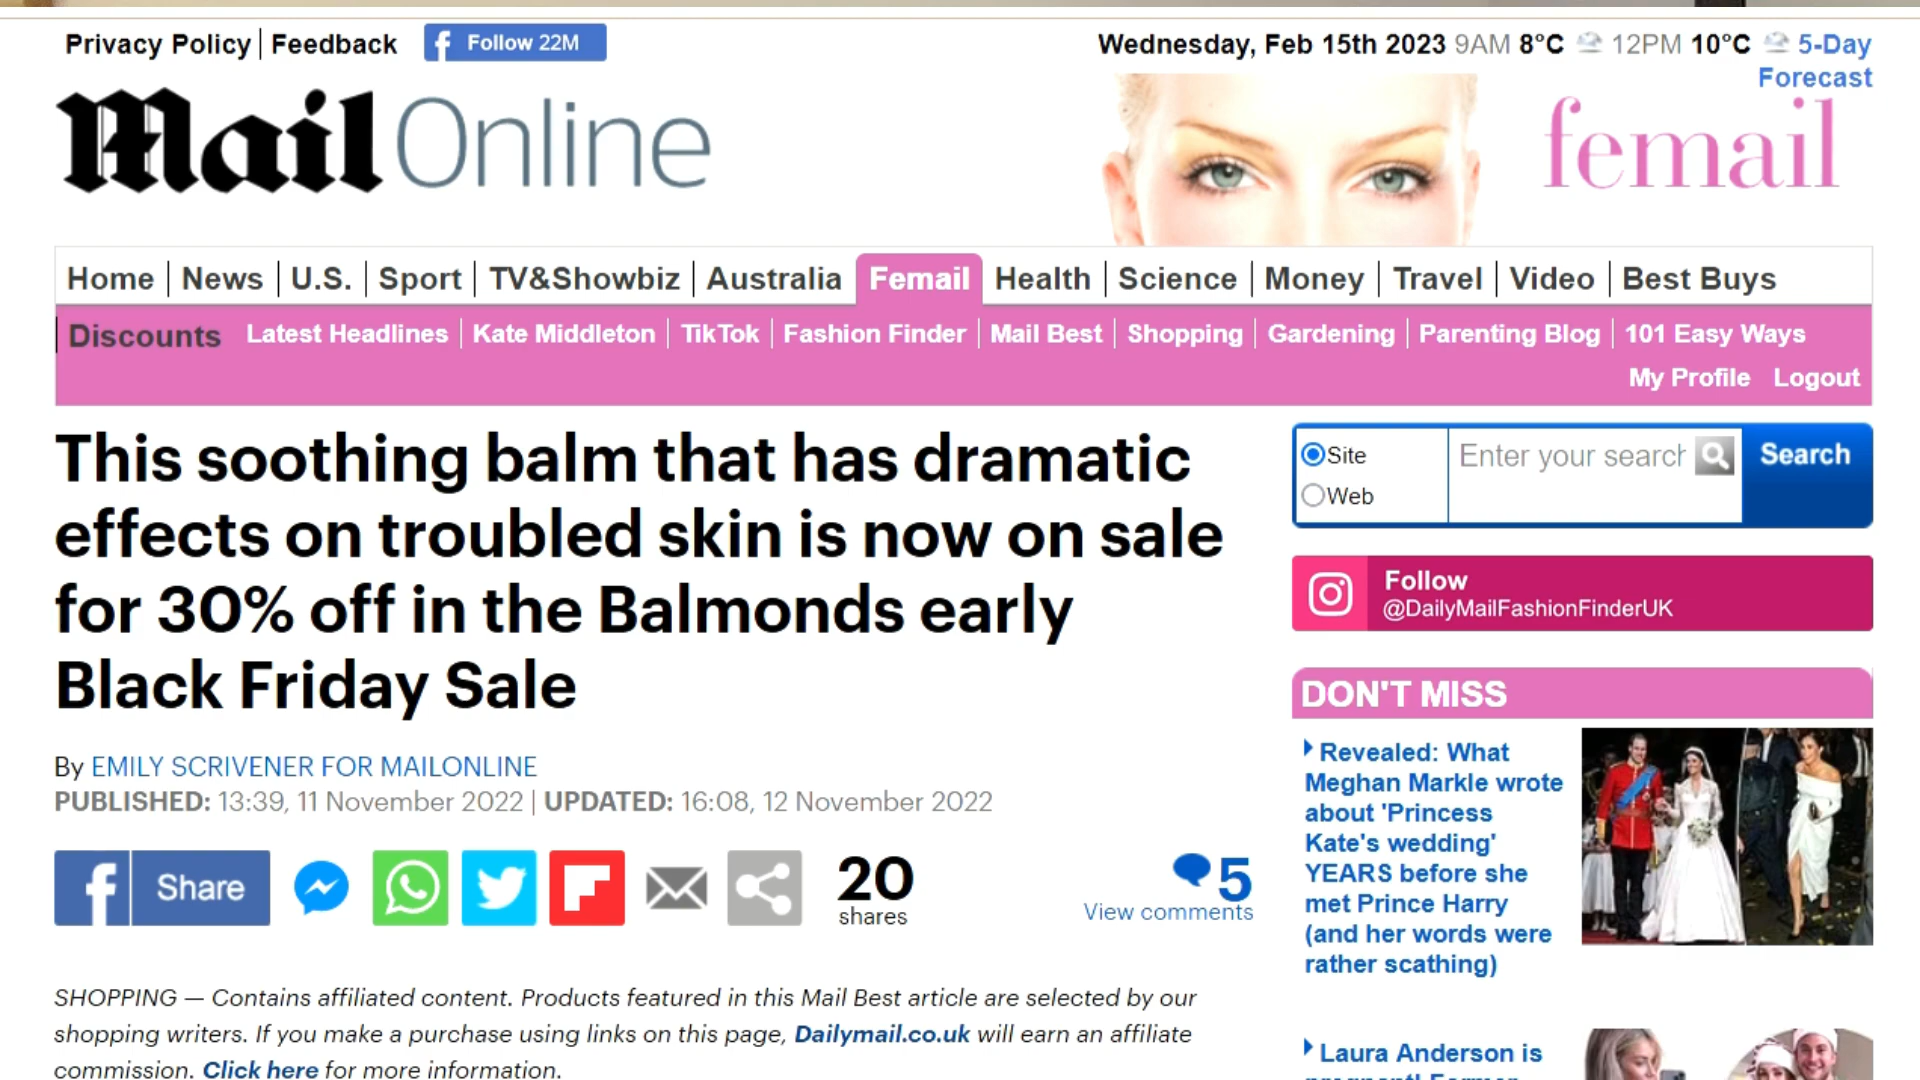 Privacy Policy Feedback Follow 22M
Wednesday, Feb 15th 2023 9AM 8°C 12PM 10°C 5-Day
Forecast
Mail Online
femail
Home News U.S. Sport TV&Showbiz Australia Femail Health Science Money Travel Video Best Buys
Discounts Latest Headlines Kate Middleton TikTok Fashion Finder Mail Best Shopping Gardening Parenting Blog 101 Easy Ways
My Profile Logout
This soothing balm that has dramatic
effects on troubled skin is now on sale
for 30% off in the Balmonds early
Black Friday Sale
By EMILY SCRIVENER FOR MAILONLINE
PUBLISHED: 13:39, 11 November 2022 | UPDATED: 16:08, 12 November 2022
Share
20
shares
5
View comments
SHOPPING — Contains affiliated content. Products featured in this Mail Best article are selected by our
shopping writers. If you make a purchase using links on this page, Dailymail.co.uk will earn an affiliate
commission. Click here for more information.
Site
Web
Enter your search
Search
Follow
@DailyMailFashionFinderUK
DON'T MISS
Revealed: What
Meghan Markle wrote
about 'Princess
Kate's wedding'
YEARS before she
met Prince Harry
(and her words were
rather scathing)
Laura Anderson is
pregnant! Former